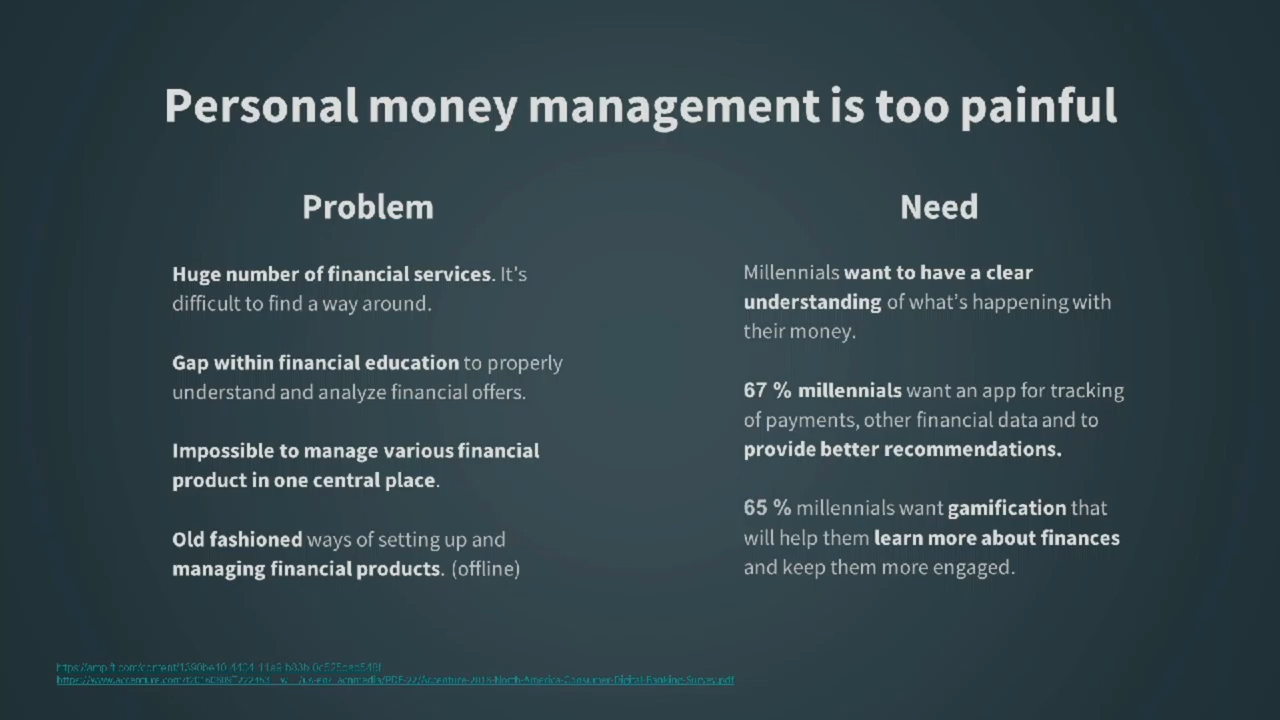 Personal money management is too painful
Problem
Huge number of financial services. It's
difficult to find a way around.
Gap within financial education to properly
understand and analyze financial offers.
Impossible to manage various financial
product in one central place.
Old fashioned ways of setting up and
managing financial products. (offline)
Need
Millennials want to have a clear
understanding of what's happening with
their money.
67 % millennials want an app for tracking
of payments, other financial data and to
provide better recommendations.
65 % millennials want gamification that
will help them learn more about finances
and keep them more engaged.